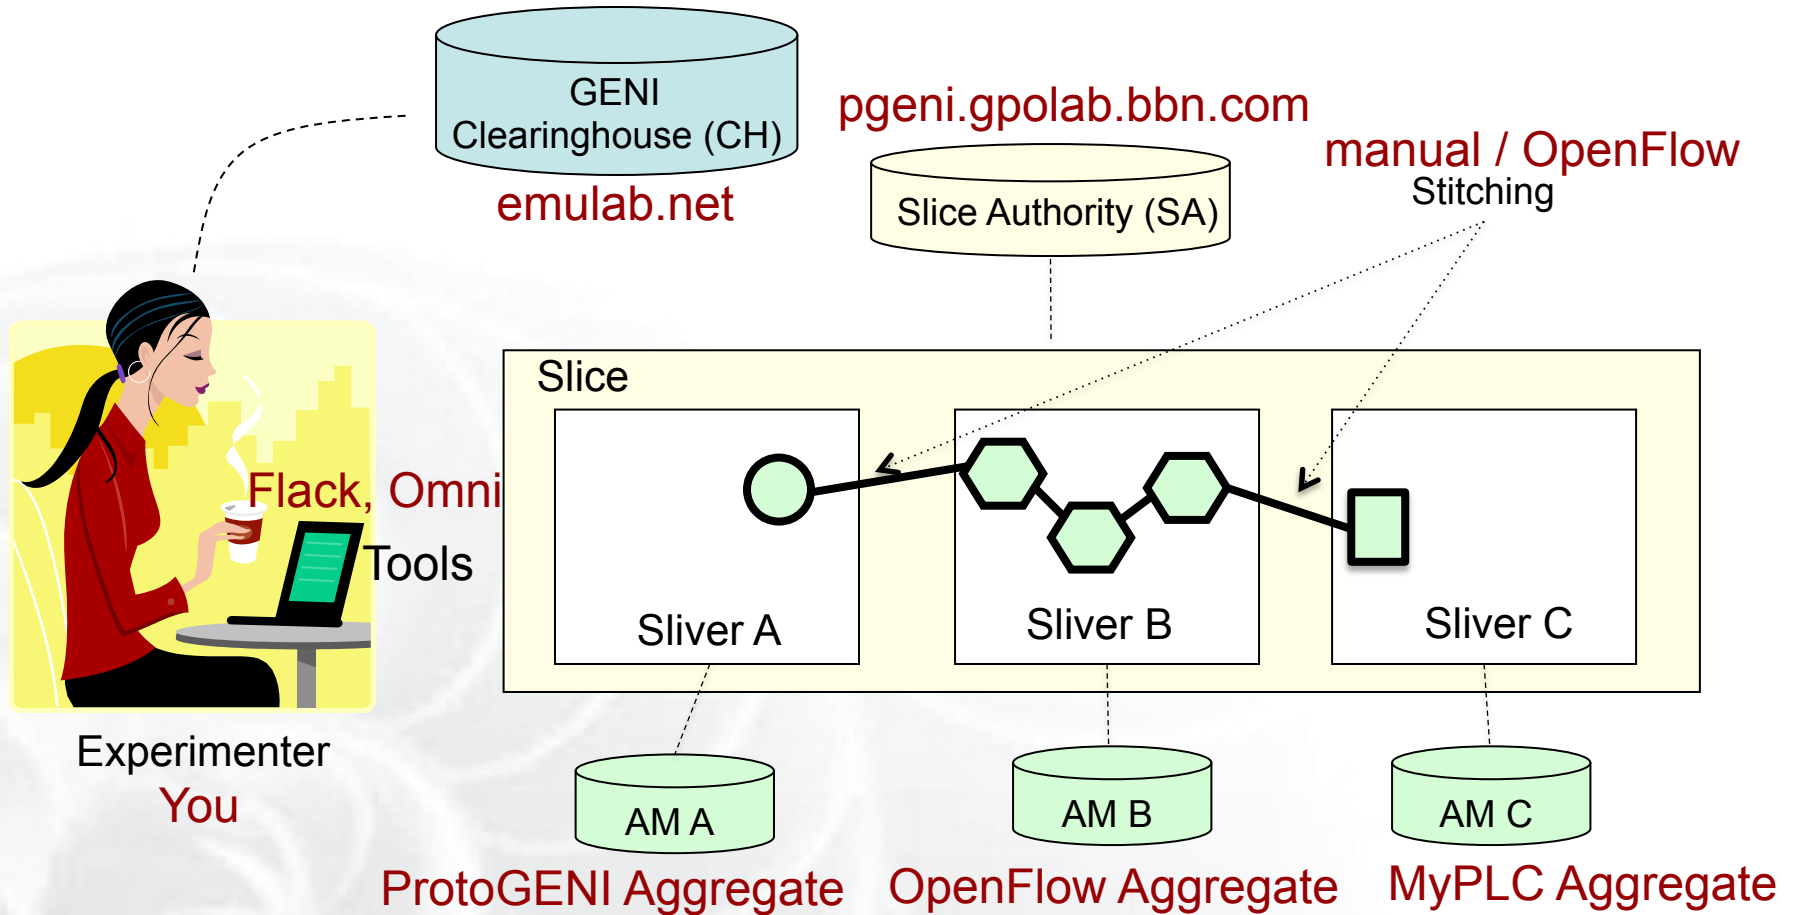 GENI
Clearinghouse (CH)
emulab.net
pgeni.gpolab.bbn.com
Slice Authority (SA)
manual / OpenFlow
Stitching
Slice
Flack, Omni
Tools
Sliver A
Sliver B
Sliver C
Experimenter
You
AM A
AM B
AM C
ProtoGENI Aggregate
OpenFlow Aggregate
MyPLC Aggregate